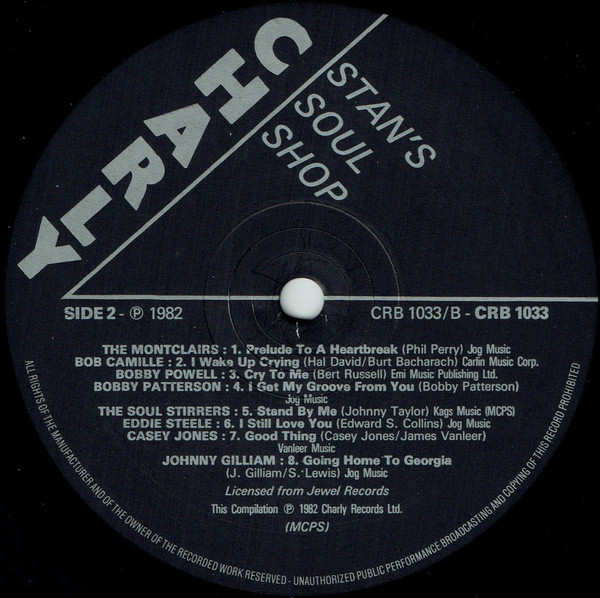 CHARLY
STAN'S
SOUL
SHOP
SIDE 2 - ℗ 1982
CRB 1033/B - CRB 1033
THE MONTCLAIRS : 1. Prelude To A Heartbreak (Phil Perry) Jog Music
BOB CAMILLE : 2. I Wake Up Crying (Hal David/Burt Bacharach) Carlin Music Corp.
BOBBY POWELL : 3. Cry To Me (Bert Russell) Emi Music Publishing Ltd.
BOBBY PATTERSON : 4. I Get My Groove From You (Bobby Patterson)
Jog Music
THE SOUL STIRRERS : 5. Stand By Me (Johnny Taylor) Kags Music (MCPS)
EDDIE STEELE : 6. I Still Love You (Edward S. Collins) Jog Music
CASEY JONES : 7. Good Thing (Casey Jones/James Vanleer)
Vanleer Music
JOHNNY GILLIAM : 8. Going Home To Georgia
(J. Gilliam/S. Lewis) Jog Music
Licensed from Jewel Records
This Compilation ℗ 1982 Charly Records Ltd.
(MCPS)
ALL RIGHTS OF THE MANUFACTURER AND OF THE OWNER OF THE RECORDED WORK RESERVED - UNAUTHORIZED PUBLIC PERFORMANCE BROADCASTING AND COPYING OF THIS RECORD PROHIBITED